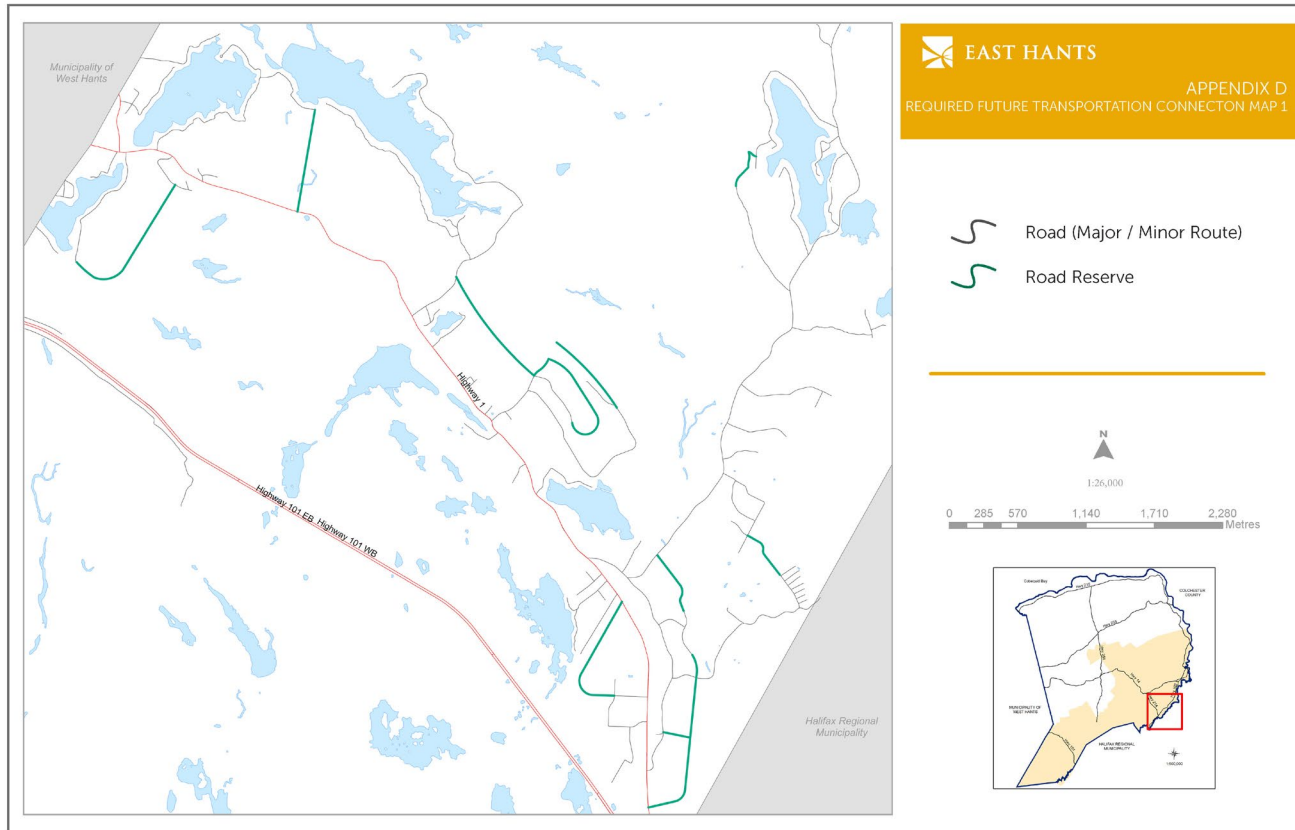 Municipality of
West Hants
Highway 1
Highway 101 EB
Highway 101 WB
Halifax Regional
Municipality
EAST HANTS
APPENDIX D
REQUIRED FUTURE TRANSPORTATION CONNECTON MAP 1
Road (Major / Minor Route)
Road Reserve
N
1:26,000
0 285 570 1,140 1,710 2,280
Metres
COLCHESTER
COUNTY
MUNICIPALITY OF
WEST HANTS
HALIFAX REGIONAL
MUNICIPALITY